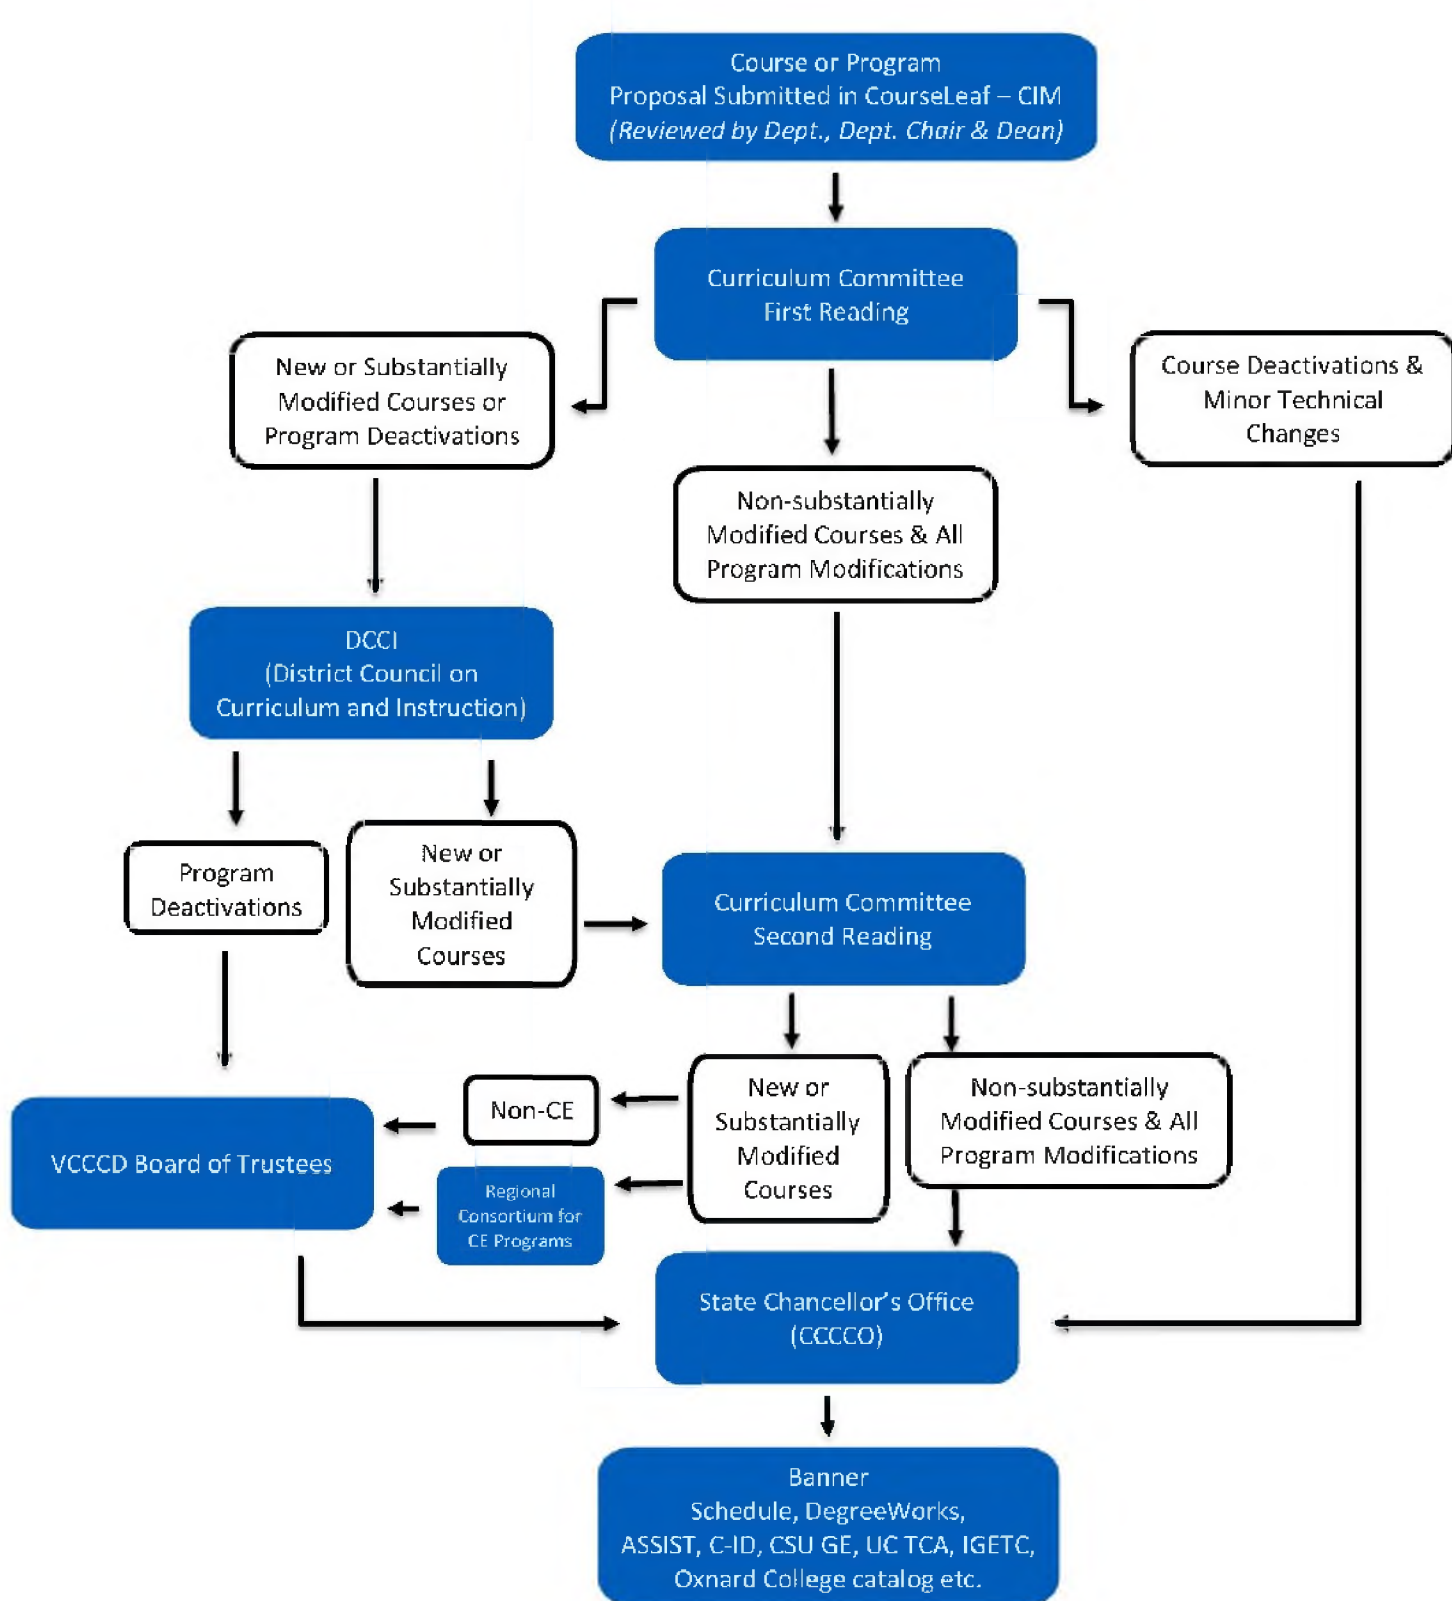 Course or Program
Proposal Submitted in CourseLeaf – CIM
(Reviewed by Dept., Dept. Chair & Dean)
Curriculum Committee
First Reading
New or Substantially
Modified Courses or
Program Deactivations
Course Deactivations &
Minor Technical
Changes
Non-substantially
Modified Courses & All
Program Modifications
DCCI
(District Council on
Curriculum and Instruction)
Program
Deactivations
New or
Substantially
Modified
Courses
Curriculum Committee
Second Reading
Non-CE
New or
Substantially
Modified
Courses
Non-substantially
Modified Courses & All
Program Modifications
VCCCD Board of Trustees
Regional
Consortium for
CE Programs
State Chancellor's Office
(CCCCO)
Banner
Schedule, DegreeWorks,
ASSIST, C-ID, CSU GE, UC TCA, IGETC,
Oxnard College catalog etc.